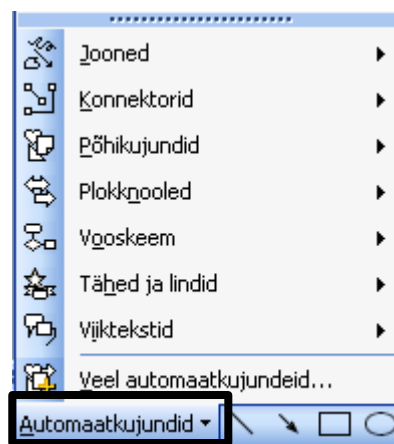 Jooned
Konnektorid
Põhikujundid
Plokknooled
Vooskeem
Tähed ja lindid
Viiktekstid
Veel automaatkujundeid...
Automaatkujundid